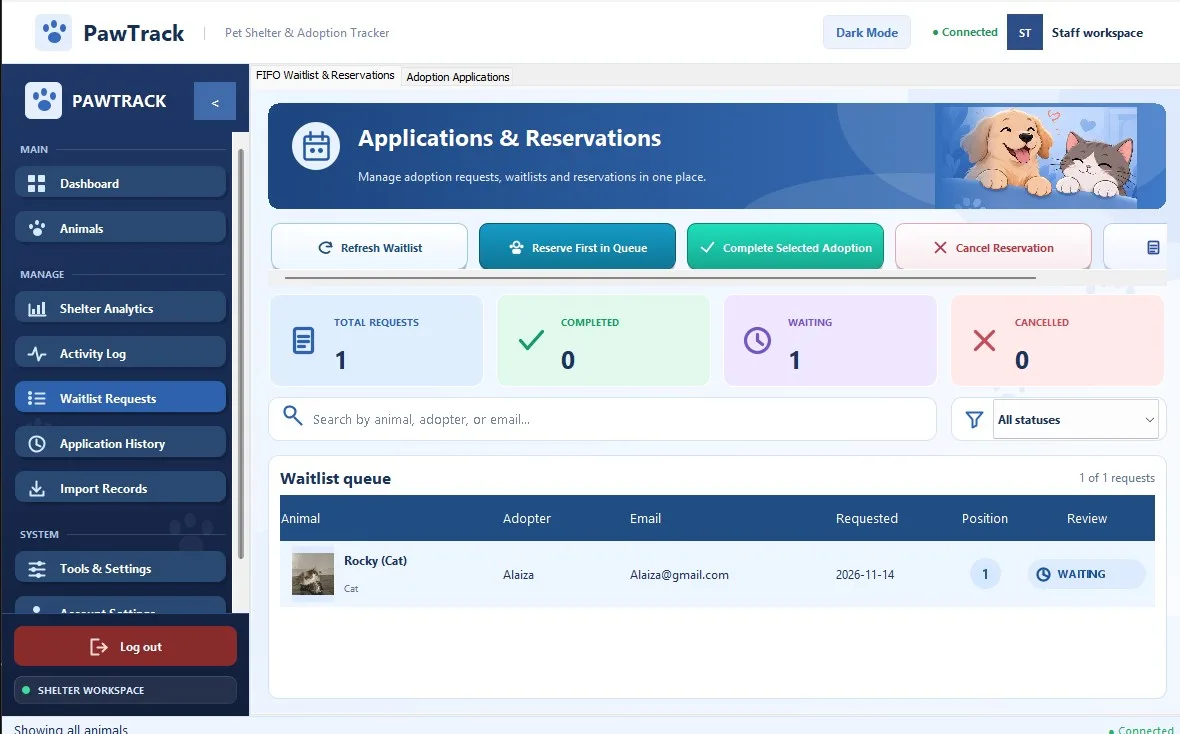 PawTrack
Pet Shelter & Adoption Tracker
Dark Mode
Connected
ST
Staff workspace
PAWTRACK
<
MAIN
Dashboard
Animals
MANAGE
Shelter Analytics
Activity Log
Waitlist Requests
Application History
Import Records
SYSTEM
Tools & Settings
Account Settings
Log out
SHELTER WORKSPACE
FIFO Waitlist & Reservations
Adoption Applications
Applications & Reservations
Manage adoption requests, waitlists and reservations in one place.
Refresh Waitlist
Reserve First in Queue
Complete Selected Adoption
Cancel Reservation
TOTAL REQUESTS
1
COMPLETED
0
WAITING
1
CANCELLED
0
Search by animal, adopter, or email...
All statuses
Waitlist queue
1 of 1 requests
Animal Adopter Email Requested Position Review
Rocky (Cat)
Cat
Alaiza
Alaiza@gmail.com
2026-11-14
1
WAITING
Showing all animals
Connected